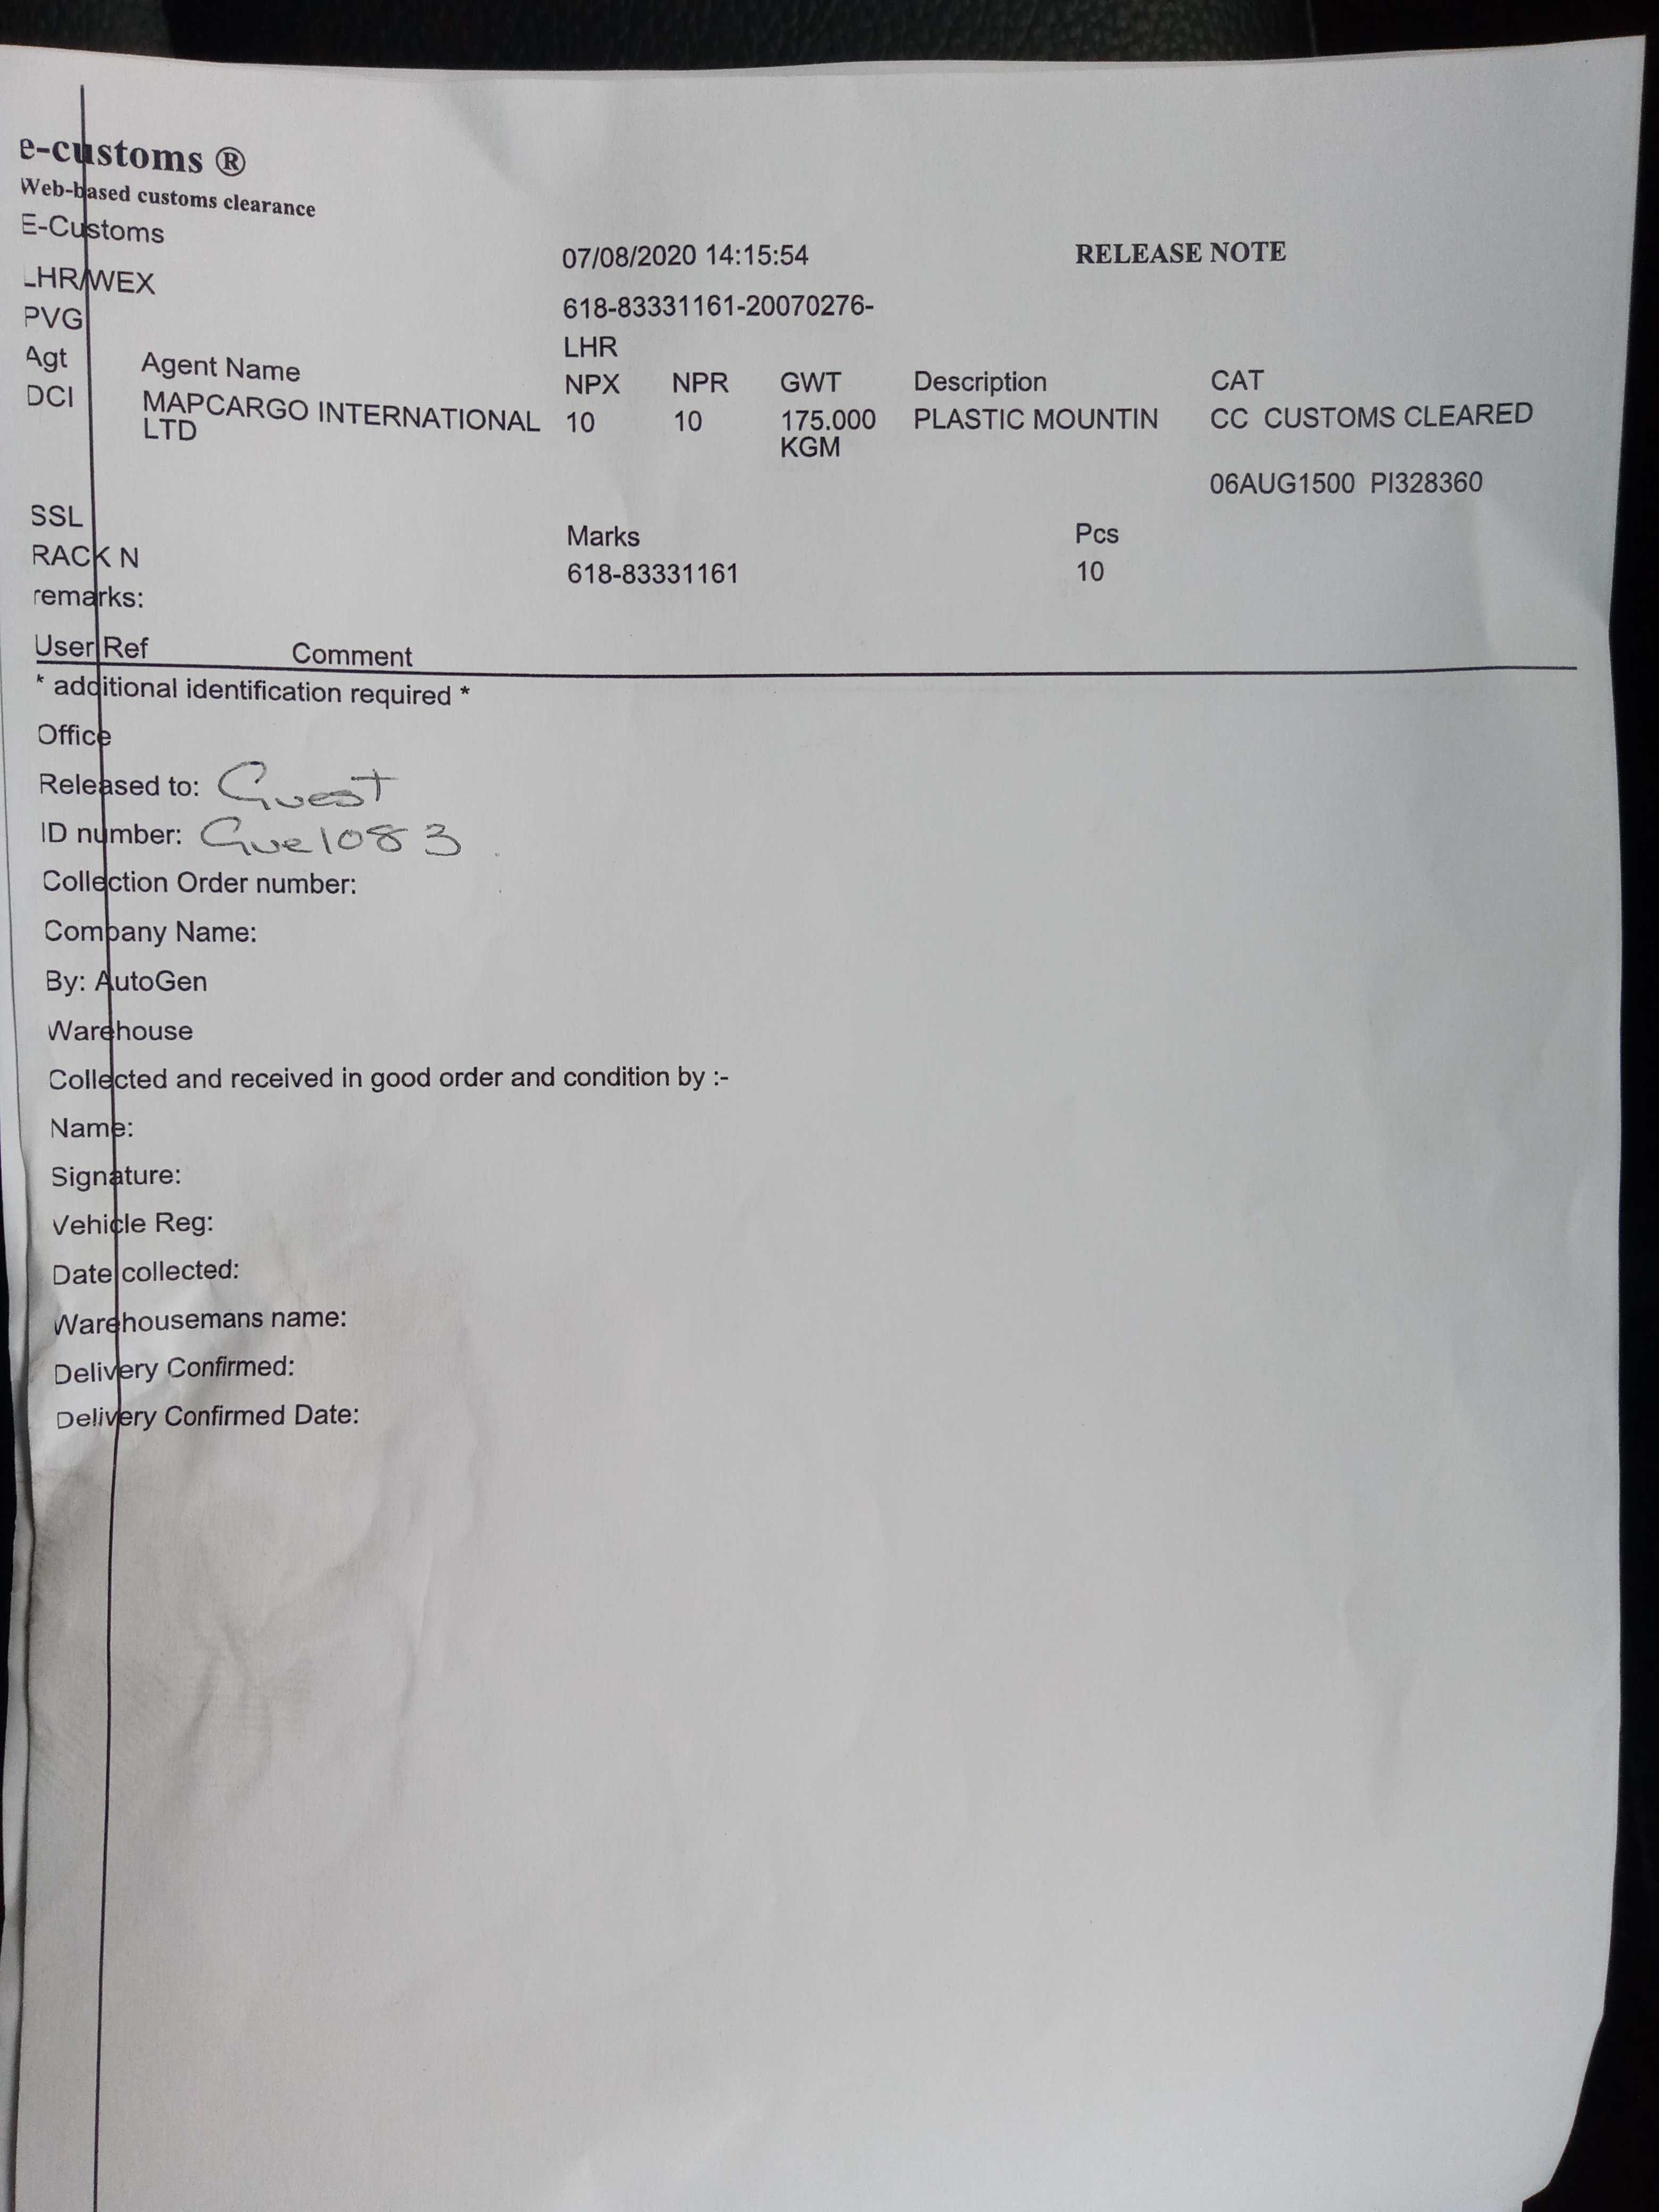 e-customs ®
Web-based customs clearance
E-Customs
07/08/2020 14:15:54 RELEASE NOTE
LHR/WEX
618-83331161-20070276-
PVG
LHR
Agt Agent Name NPX NPR GWT Description CAT
DCI MAPCARGO INTERNATIONAL 10 10 175.000 PLASTIC MOUNTIN CC CUSTOMS CLEARED
LTD KGM
06AUG1500 PI328360
SSL Marks Pcs
RACK N 618-83331161 10
remarks:
User Ref Comment
* additional identification required *
Office
Released to: Guest
ID number: Gue1083
Collection Order number:
Company Name:
By: AutoGen
Warehouse
Collected and received in good order and condition by :-
Name:
Signature:
Vehicle Reg:
Date collected:
Warehousemans name:
Delivery Confirmed:
Delivery Confirmed Date: